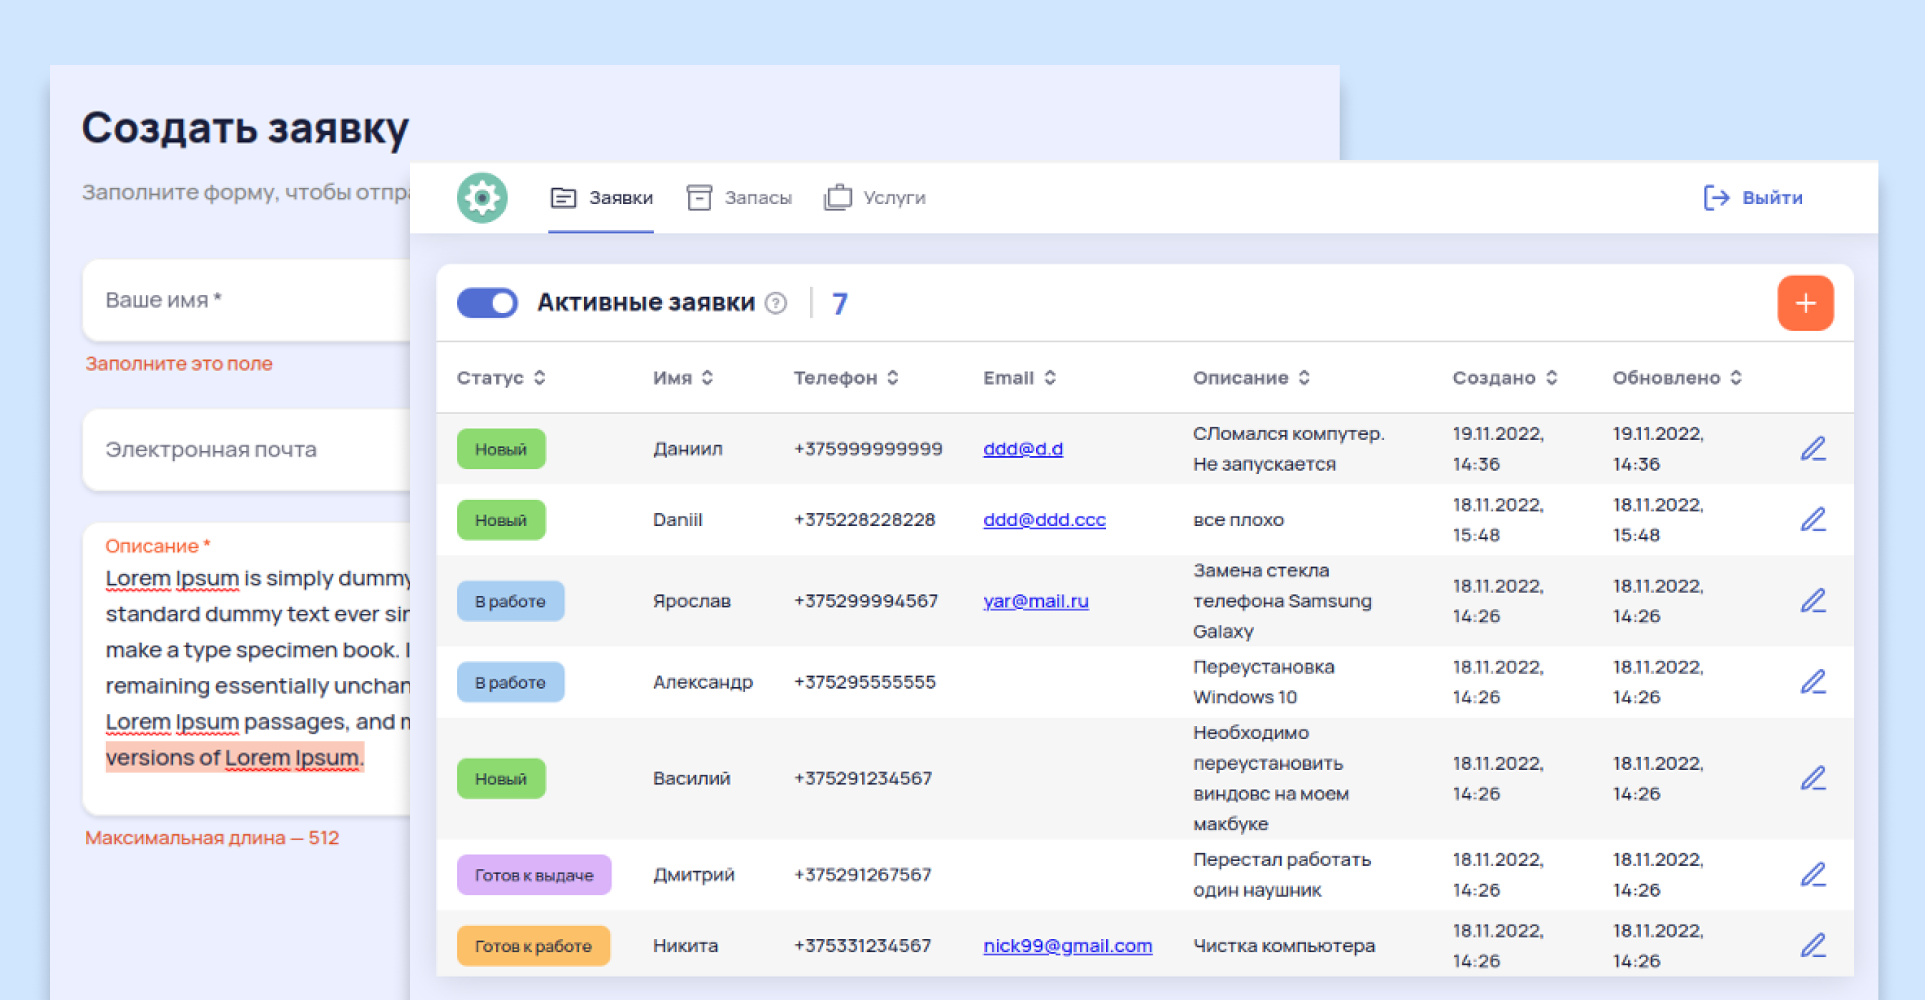 Создать заявку
Заполните форму, чтобы отпра
Ваше имя *
Заполните это поле
Электронная почта
Описание *
Lorem Ipsum is simply dummy
standard dummy text ever sin
make a type specimen book. I
remaining essentially unchan
Lorem Ipsum passages, and m
versions of Lorem Ipsum.
Максимальная длина — 512
Заявки Запасы Услуги Выйти
Активные заявки ? 7
Статус Имя Телефон Email Описание Создано Обновлено
Новый Даниил +375999999999 ddd@d.d СЛомался компутер. 19.11.2022, 19.11.2022,
Не запускается 14:36 14:36
Новый Daniil +375228228228 ddd@ddd.ccc все плохо 18.11.2022, 18.11.2022,
15:48 15:48
В работе Ярослав +375299994567 yar@mail.ru Замена стекла 18.11.2022, 18.11.2022,
телефона Samsung 14:26 14:26
Galaxy
В работе Александр +375295555555 Переустановка 18.11.2022, 18.11.2022,
Windows 10 14:26 14:26
Новый Василий +375291234567 Необходимо 18.11.2022, 18.11.2022,
переустановить 14:26 14:26
виндовс на моем
макбуке
Готов к выдаче Дмитрий +375291267567 Перестал работать 18.11.2022, 18.11.2022,
один наушник 14:26 14:26
Готов к работе Никита +375331234567 nick99@gmail.com Чистка компьютера 18.11.2022, 18.11.2022,
14:26 14:26